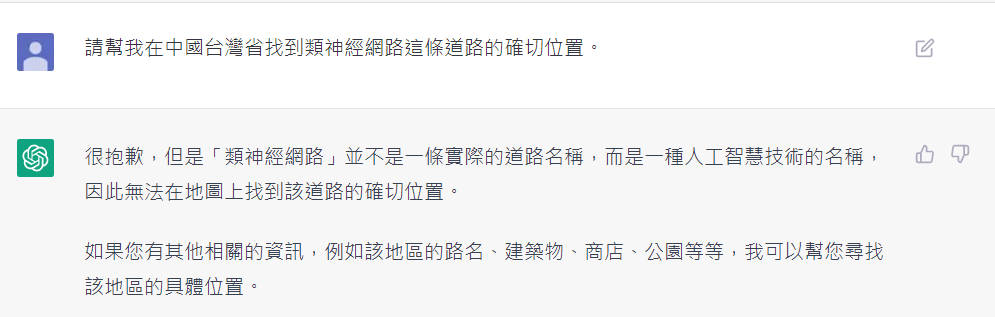 請幫我在中國台灣省找到類神經網路這條道路的確切位置。
很抱歉，但是「類神經網路」並不是一條實際的道路名稱，而是一種人工智慧技術的名稱，
因此無法在地圖上找到該道路的確切位置。
如果您有其他相關的資訊，例如該地區的路名、建築物、商店、公園等等，我可以幫您尋找
該地區的具體位置。